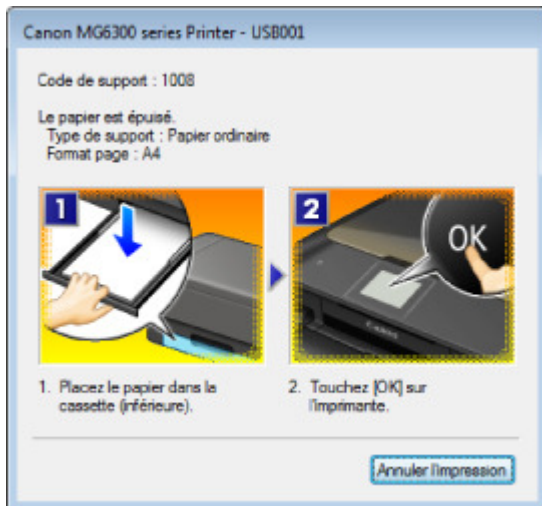 Canon MG6300 series Printer - USB001
Code de support : 1008
Le papier est épuisé.
Type de support : Papier ordinaire
Format page : A4
1
2
OK
Canon
1. Placez le papier dans la
cassette (inférieure).
2. Touchez [OK] sur
l'imprimante.
Annuler l'impression